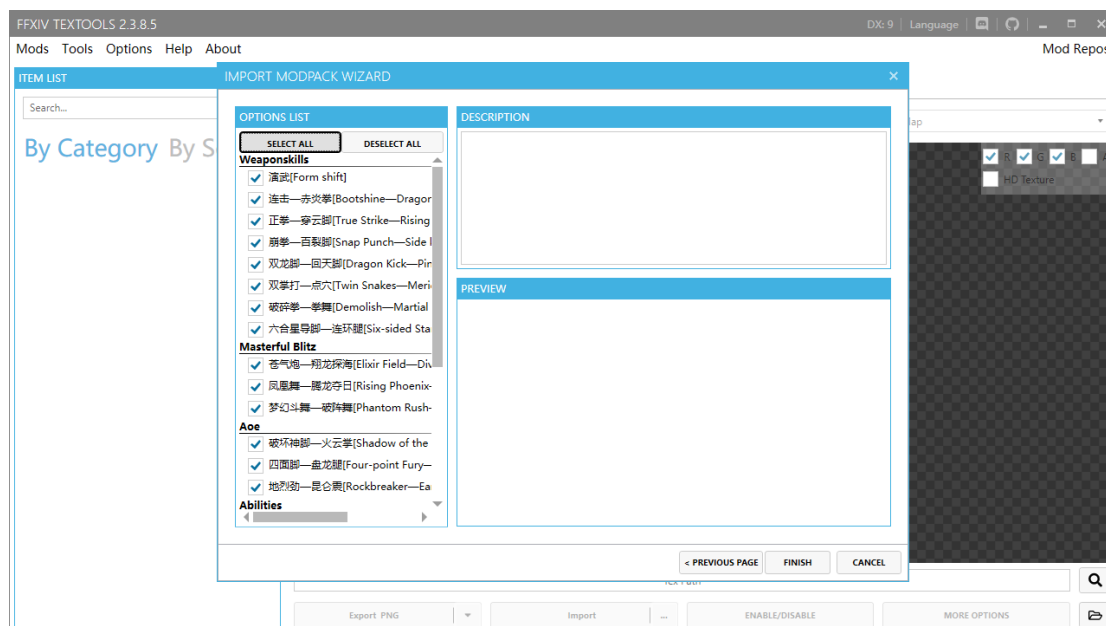 FFXIV TEXTOOLS 2.3.8.5
DX: 9 Language
Mods Tools Options Help About
Mod Repos
ITEM LIST
Search...
By Category By S
IMPORT MODPACK WIZARD
OPTIONS LIST
SELECT ALL DESELECT ALL
Weaponskills
演武[Form shift]
连击—赤炎拳[Bootshine—Dragon
正拳—穿云脚[True Strike—Rising
崩拳—百裂脚[Snap Punch—Side
双龙脚—回天脚[Dragon Kick—Pin
双掌打—点穴[Twin Snakes—Meri
破碎拳—拳舞[Demolish—Martial
六合星导脚—连环腿[Six-sided Sta
Masterful Blitz
苍气炮—翔龙探海[Elixir Field—Div
凤凰舞—腾龙夺日[Rising Phoenix-
梦幻斗舞—破阵舞[Phantom Rush-
Aoe
破坏神脚—火云掌[Shadow of the
四面脚—盘龙腿[Four-point Fury—
地烈劲—昆仑震[Rockbreaker—Ea
Abilities
DESCRIPTION
PREVIEW
< PREVIOUS PAGE FINISH CANCEL
ap
R G B A
HD Texture
Export PNG Import ... ENABLE/DISABLE MORE OPTIONS